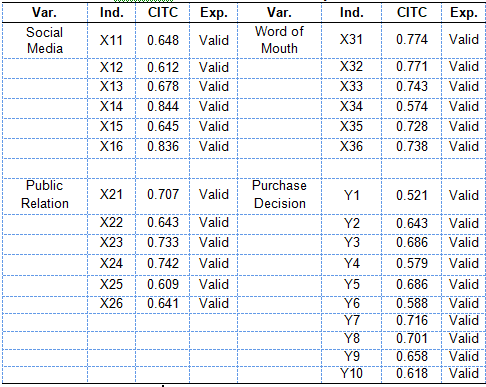 Var. Ind. CITC Exp. Var. Ind. CITC Exp.
Social Media X11 0.648 Valid Word of Mouth X31 0.774 Valid
X12 0.612 Valid X32 0.771 Valid
X13 0.678 Valid X33 0.743 Valid
X14 0.844 Valid X34 0.574 Valid
X15 0.645 Valid X35 0.728 Valid
X16 0.836 Valid X36 0.738 Valid
Public Relation X21 0.707 Valid Purchase Decision Y1 0.521 Valid
X22 0.643 Valid Y2 0.643 Valid
X23 0.733 Valid Y3 0.686 Valid
X24 0.742 Valid Y4 0.579 Valid
X25 0.609 Valid Y5 0.686 Valid
X26 0.641 Valid Y6 0.588 Valid
Y7 0.716 Valid
Y8 0.701 Valid
Y9 0.658 Valid
Y10 0.618 Valid